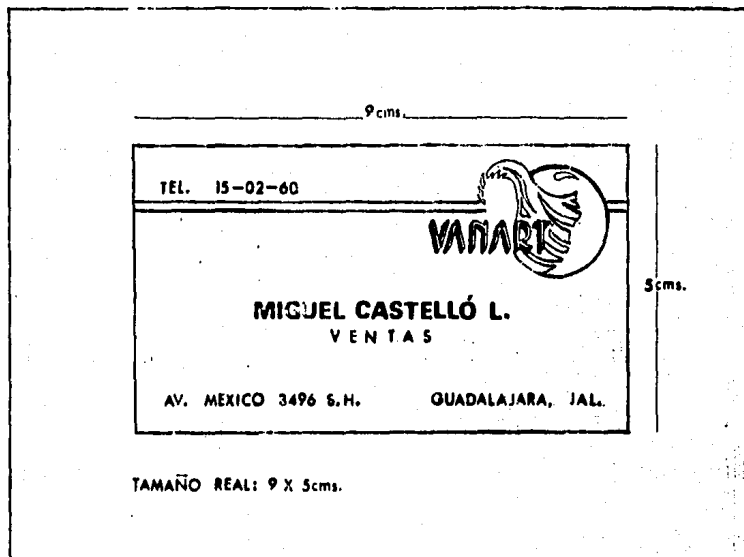 9cms.
TEL. 15-02-60
VANART
5cms.
MIGUEL CASTELLÓ L.
VENTAS
AV. MEXICO 3496 S.H. GUADALAJARA, JAL.
TAMAÑO REAL: 9 X 5cms.